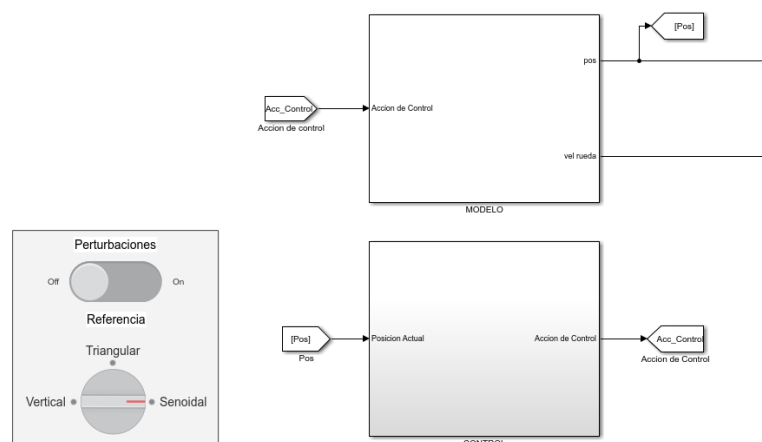 [Pos]
pos
Acc_Control
Accion de Control
Accion de control
vel rueda
MODELO
Perturbaciones
Off On
Referencia
Triangular
Vertical Senoidal
[Pos]
Pos
Posicion Actual
Accion de Control
Acc_Control
Accion de Control
CONTROL